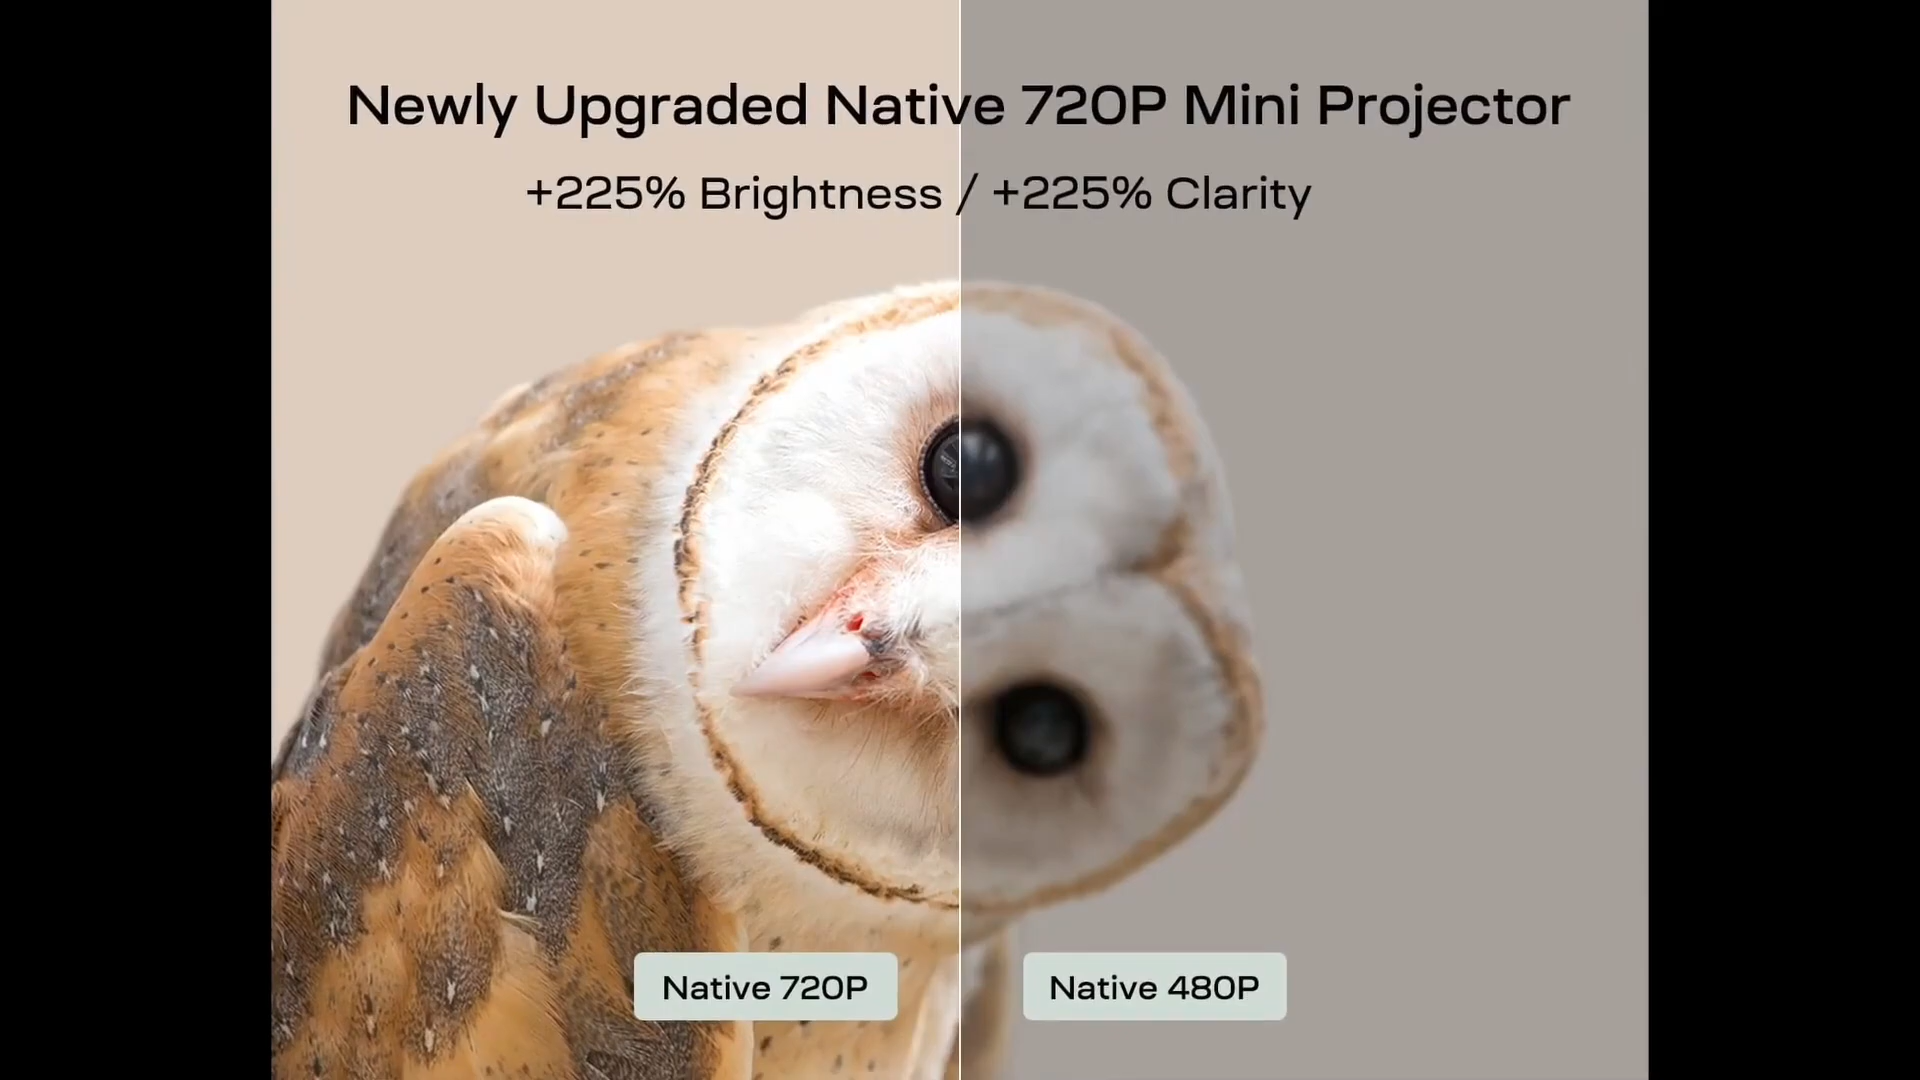 Newly Upgraded Native 720P Mini Projector
+225% Brightness / +225% Clarity
Native 720P
Native 480P